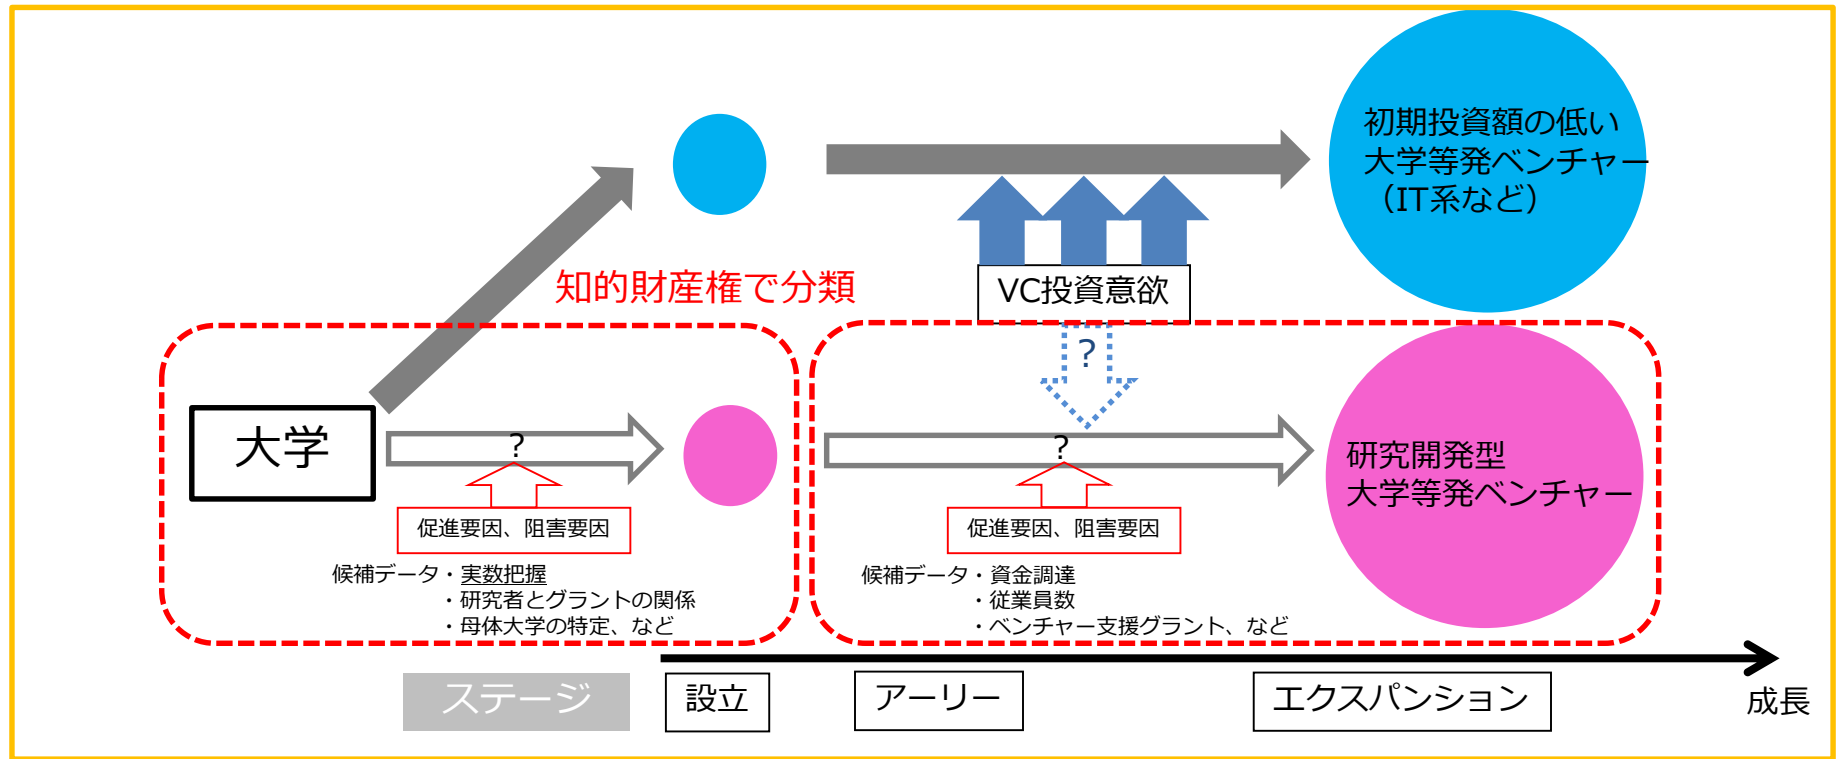 初期投資額の低い
大学等発ベンチャー
（IT系など）
知的財産権で分類
VC投資意欲
?
大学
?
?
研究開発型
大学等発ベンチャー
促進要因、阻害要因
促進要因、阻害要因
候補データ・実数把握
・研究者とグラントの関係
・母体大学の特定、など
候補データ・資金調達
・従業員数
・ベンチャー支援グラント、など
ステージ
設立
アーリー
エクスパンション
成長